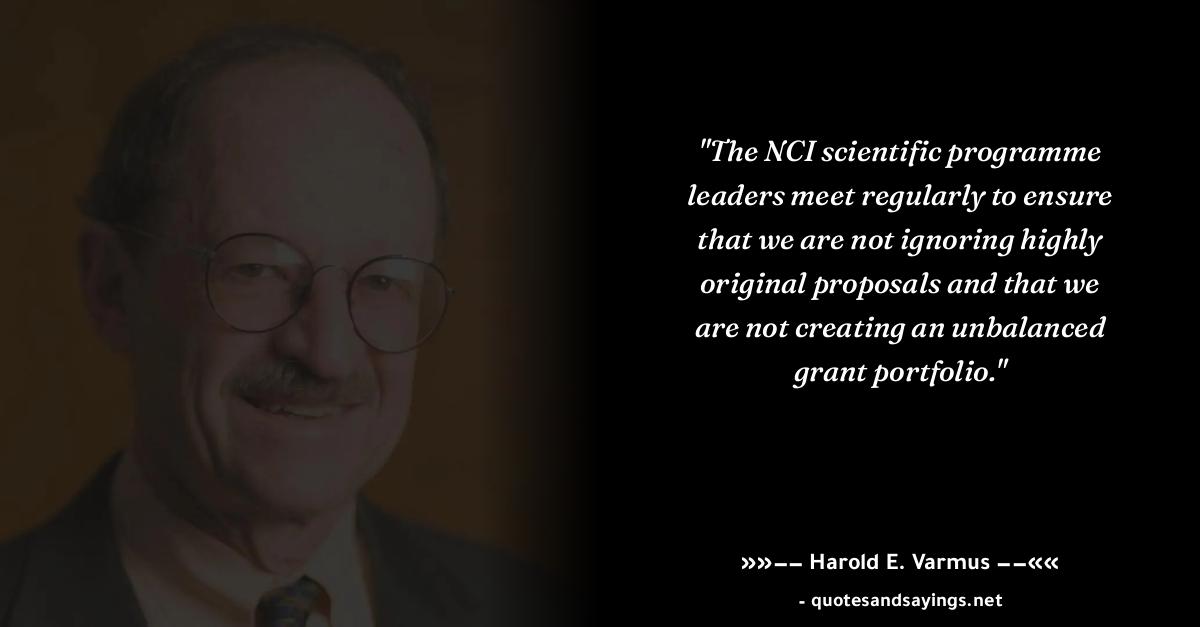 "The NCI scientific programme
leaders meet regularly to ensure
that we are not ignoring highly
original proposals and that we
are not creating an unbalanced
grant portfolio."
»»–– Harold E. Varmus ––««
- quotesandsayings.net